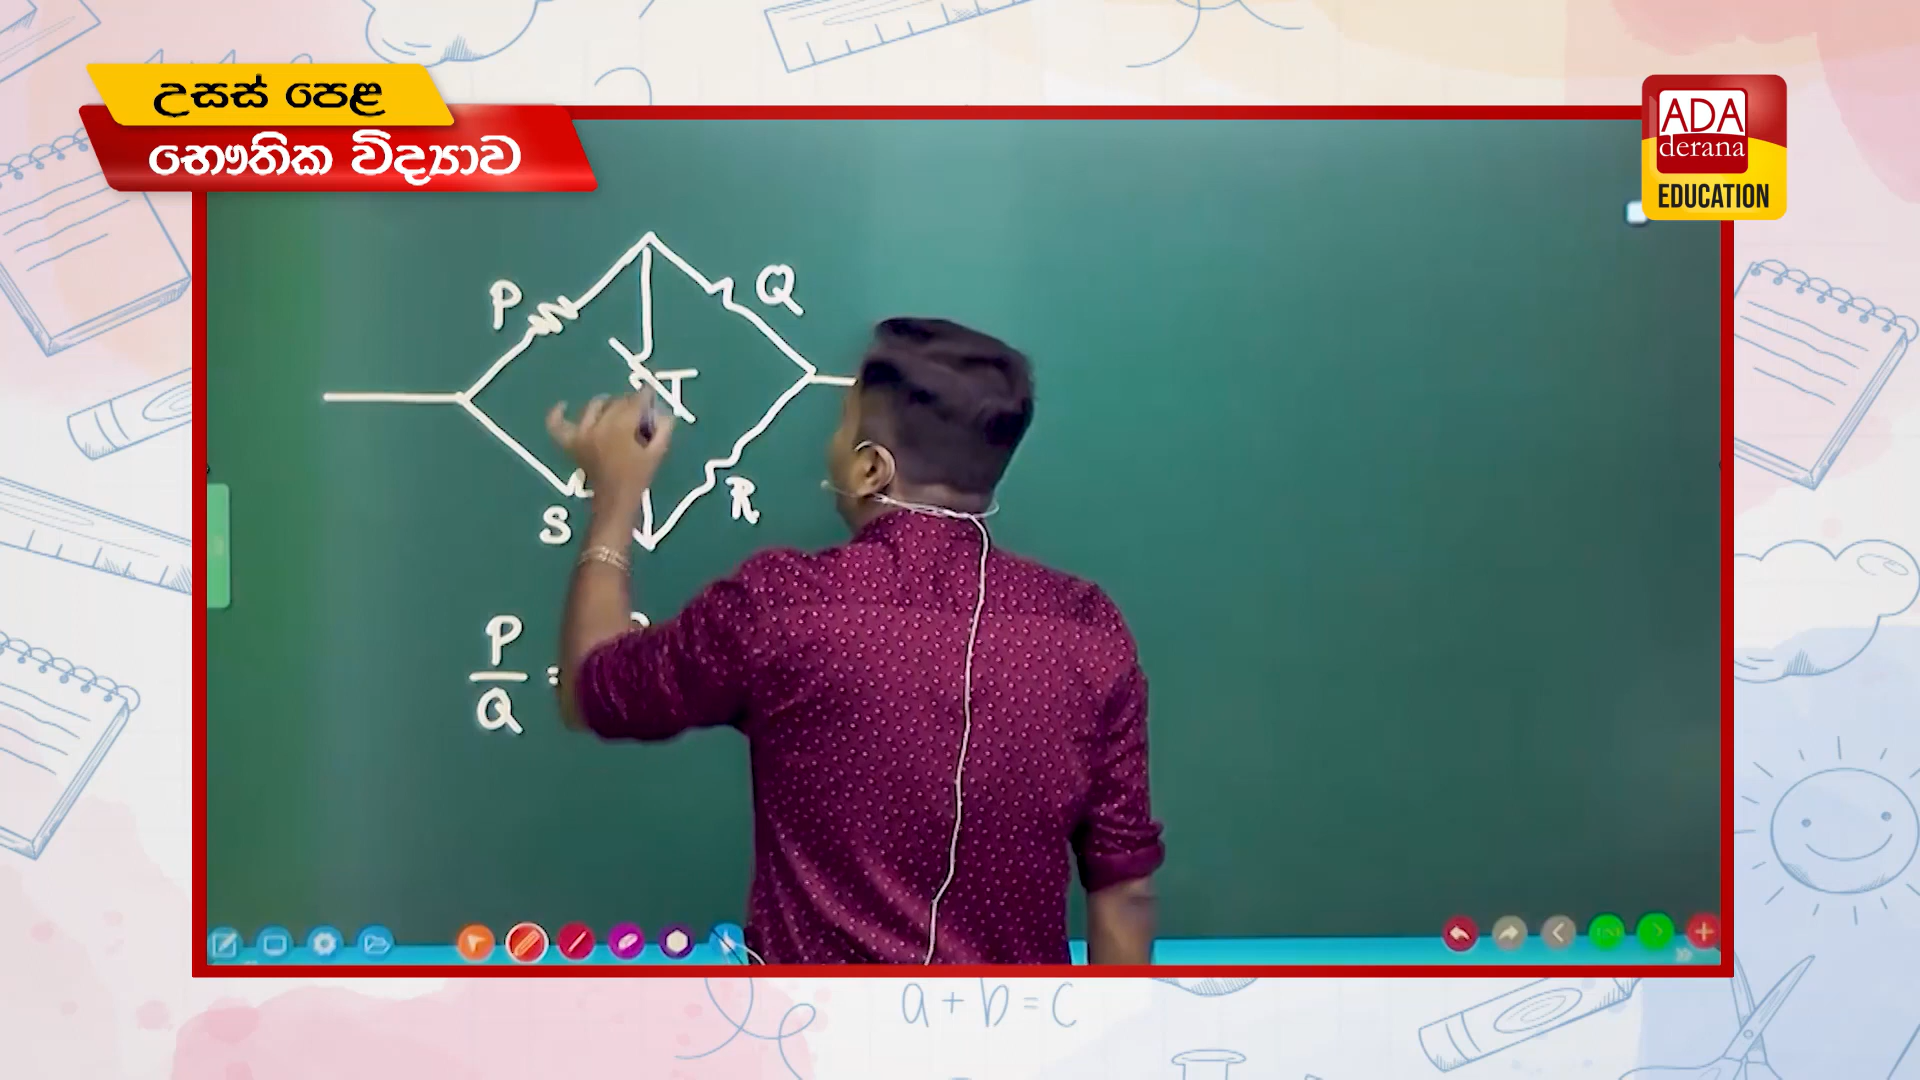 උසස් පෙළ
භෞතික විද්‍යාව
ADA
derana
EDUCATION
P
Q
T
S
R
P
Q
=
a + b = c